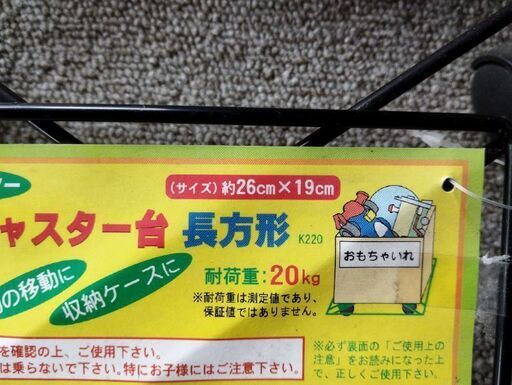 ター
(サイズ)約26cm×19cm
ャスター台 長方形 K220
の移動に
収納ケースに
耐荷重:20kg
※耐荷重は測定値であり、
保証値ではありません。
おもちゃいれ
を確認の上、ご使用下さい。
は乗らないで下さい。特にお子様にはご注意下さい。
※必ず裏面の「ご使用上の
注意」をお読みになった上
で、正しくご使用下さい。